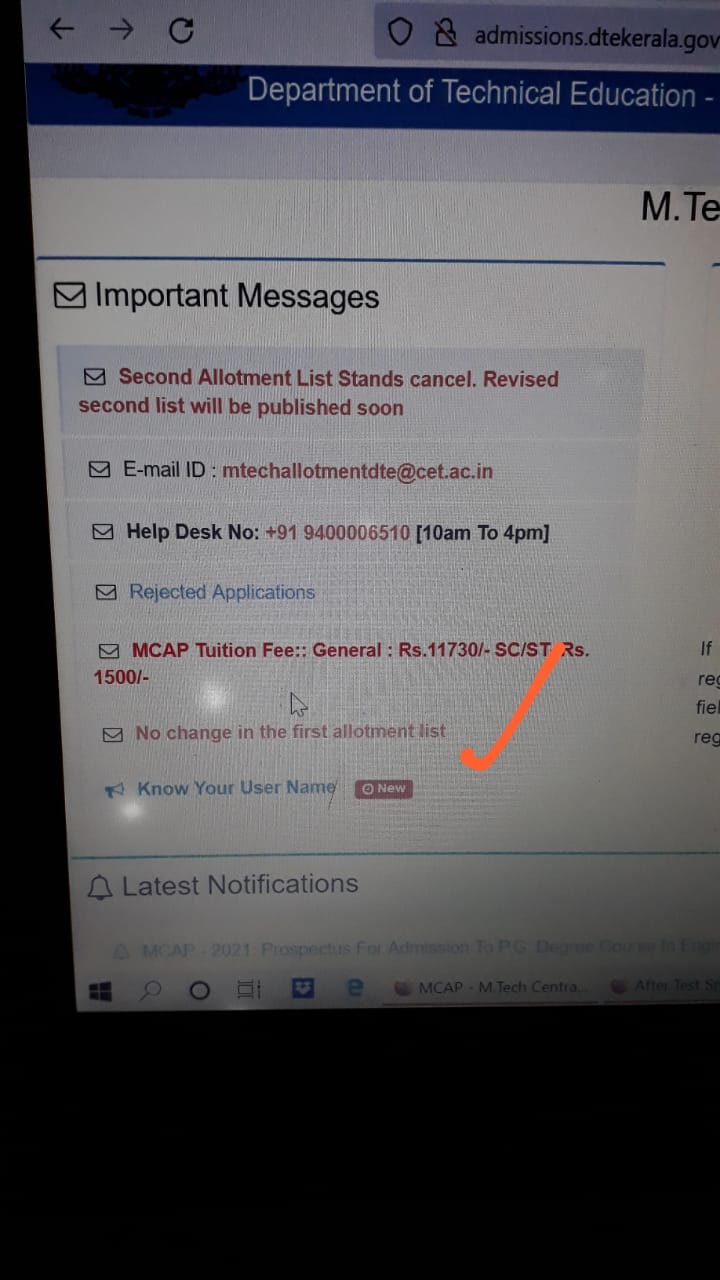 admissions.dtekerala.gov
Department of Technical Education -
M.Te
Important Messages
Second Allotment List Stands cancel. Revised
second list will be published soon
E-mail ID : mtechallotmentdte@cet.ac.in
Help Desk No: +91 9400006510 [10am To 4pm]
Rejected Applications
MCAP Tuition Fee:: General : Rs.11730/- SC/ST Rs.
1500/-
No change in the first allotment list
Know Your User Name New
If
reg
fiel
reg
Latest Notifications
MCAP - 2021: Prospectus For Admission To P.G. Degree Course In Engi
MCAP - M.Tech Centra...
After Test S